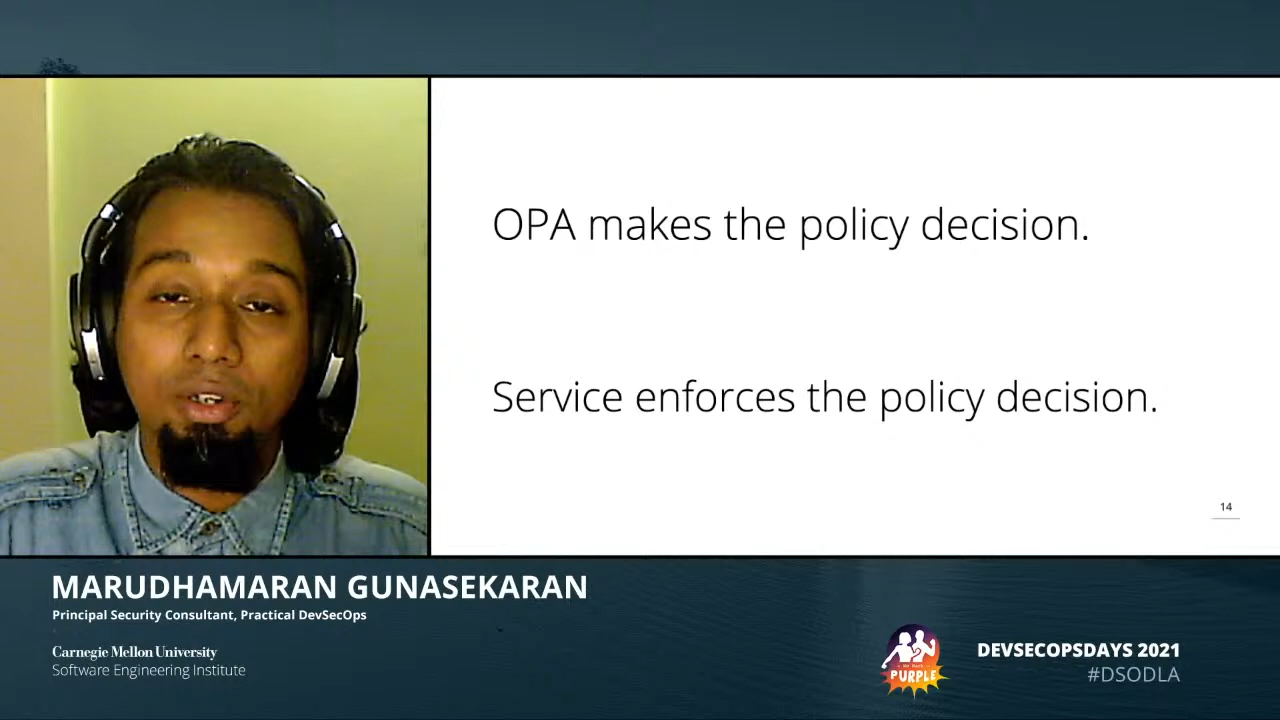 OPA makes the policy decision.
Service enforces the policy decision.
14
MARUDHAMARAN GUNASEKARAN
Principal Security Consultant, Practical DevSecOps
Carnegie Mellon University
Software Engineering Institute
PURPLE
DEVSECOPSDAYS 2021
#DSODLA